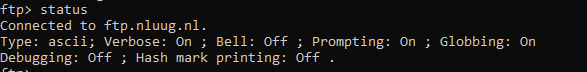 ftp> status
Connected to ftp.nluug.nl.
Type: ascii; Verbose: On ; Bell: Off ; Prompting: On ; Globbing: On
Debugging: Off ; Hash mark printing: Off .